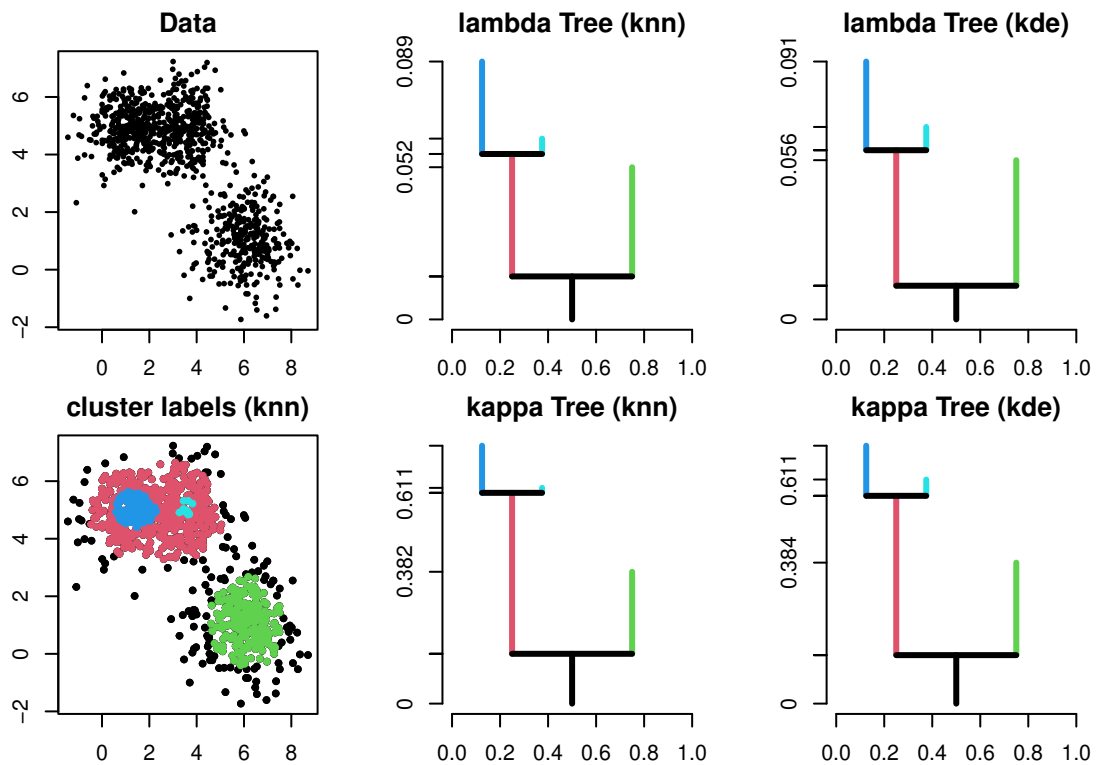 Data
6
4
2
0
−2
0 2 4 6 8
lambda Tree (knn)
0.089
0.052
0
0.0 0.2 0.4 0.6 0.8 1.0
lambda Tree (kde)
0.091
0.056
0
0.0 0.2 0.4 0.6 0.8 1.0
cluster labels (knn)
6
4
2
0
−2
0 2 4 6 8
kappa Tree (knn)
0.611
0.382
0
0.0 0.2 0.4 0.6 0.8 1.0
kappa Tree (kde)
0.611
0.384
0
0.0 0.2 0.4 0.6 0.8 1.0